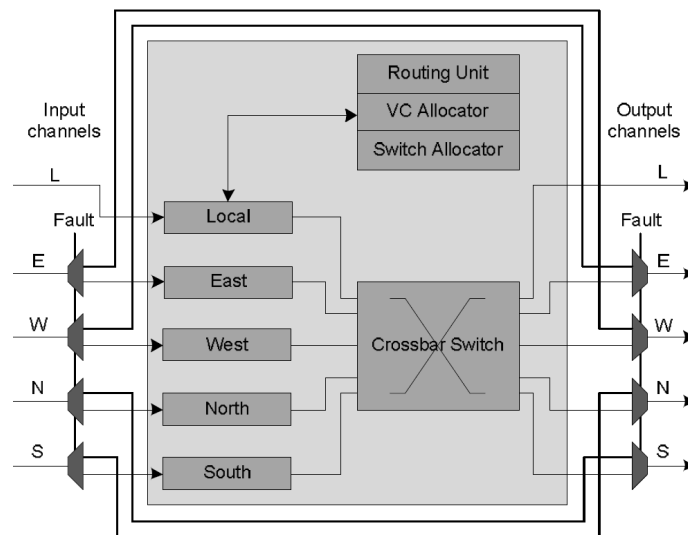 Routing Unit
Input
channels
VC Allocator
Output
channels
Switch Allocator
L
L
Local
Fault
Fault
E
East
E
W
West
Crossbar Switch
W
N
North
N
S
South
S